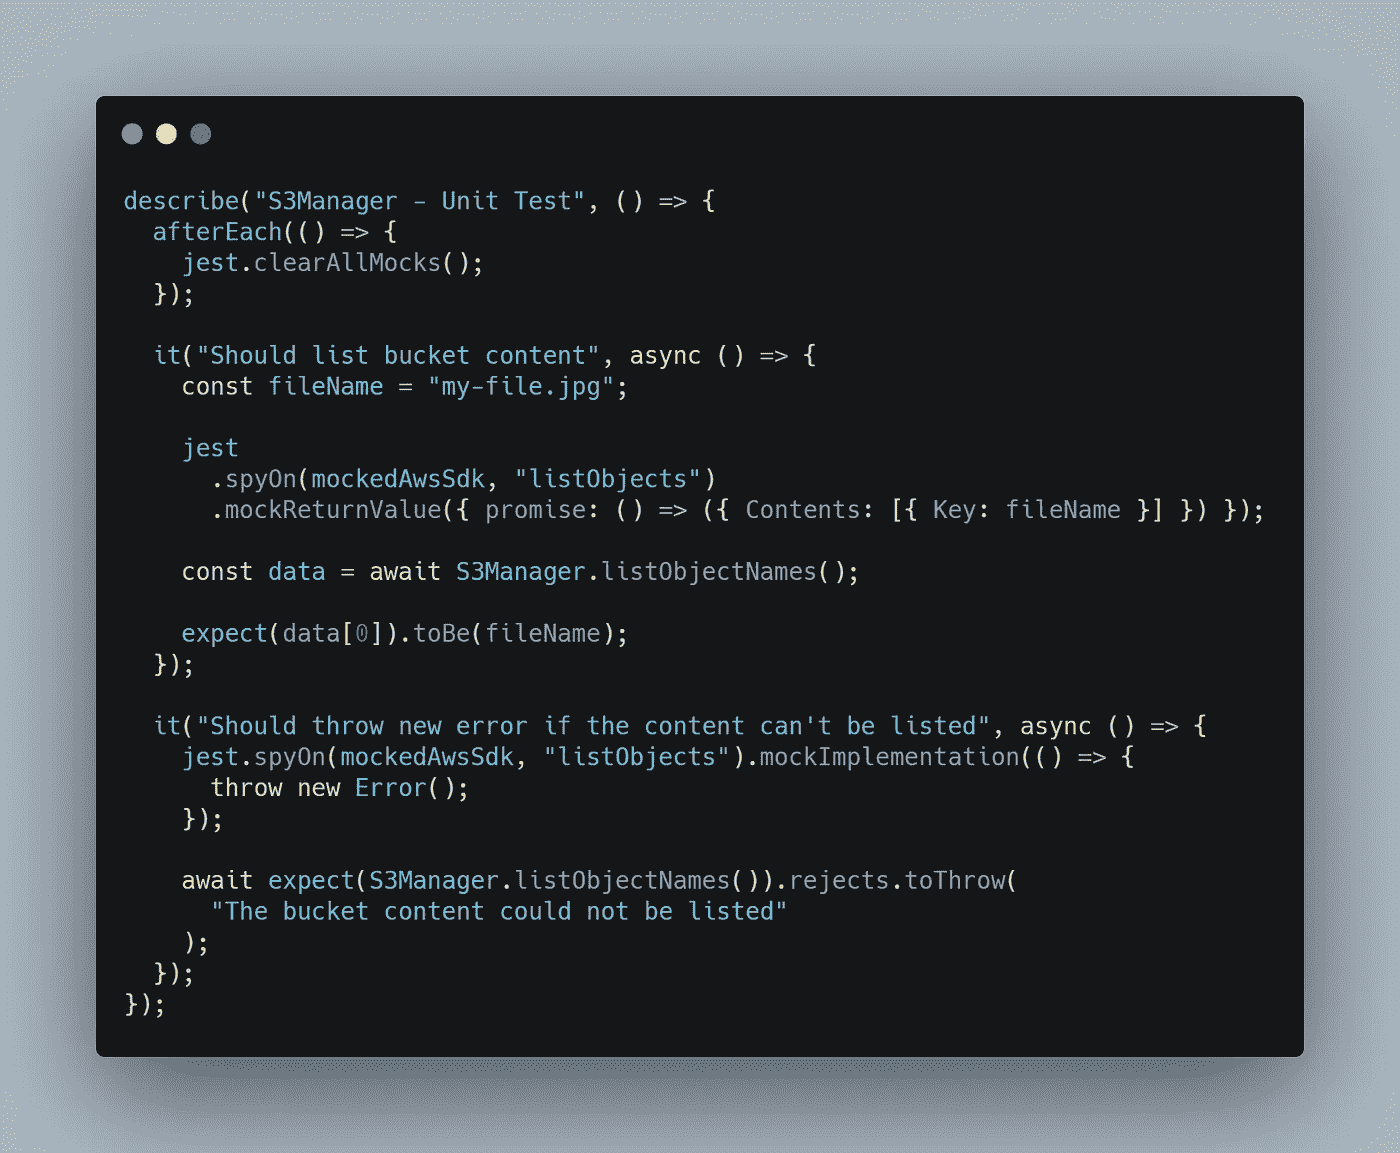 describe("S3Manager - Unit Test", () => {
  afterEach(() => {
    jest.clearAllMocks();
  });

  it("Should list bucket content", async () => {
    const fileName = "my-file.jpg";

    jest
      .spyOn(mockedAwsSdk, "listObjects")
      .mockReturnValue({ promise: () => ({ Contents: [{ Key: fileName }] }) });

    const data = await S3Manager.listObjectNames();

    expect(data[0]).toBe(fileName);
  });

  it("Should throw new error if the content can't be listed", async () => {
    jest.spyOn(mockedAwsSdk, "listObjects").mockImplementation(() => {
      throw new Error();
    });

    await expect(S3Manager.listObjectNames()).rejects.toThrow(
      "The bucket content could not be listed"
    );
  });
});